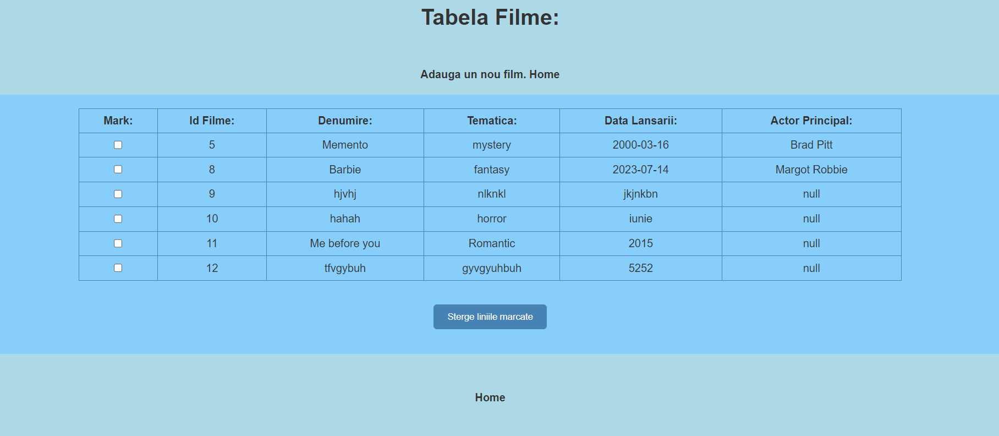 Tabela Filme:
Adauga un nou film. Home
Mark: Id Filme: Denumire: Tematica: Data Lansarii: Actor Principal:
5 Memento mystery 2000-03-16 Brad Pitt
8 Barbie fantasy 2023-07-14 Margot Robbie
9 hjvhj nlknkl jkjnkbn null
10 hahah horror iunie null
11 Me before you Romantic 2015 null
12 tfvgybuh gyvgyuhbuh 5252 null
Sterge liniile marcate
Home